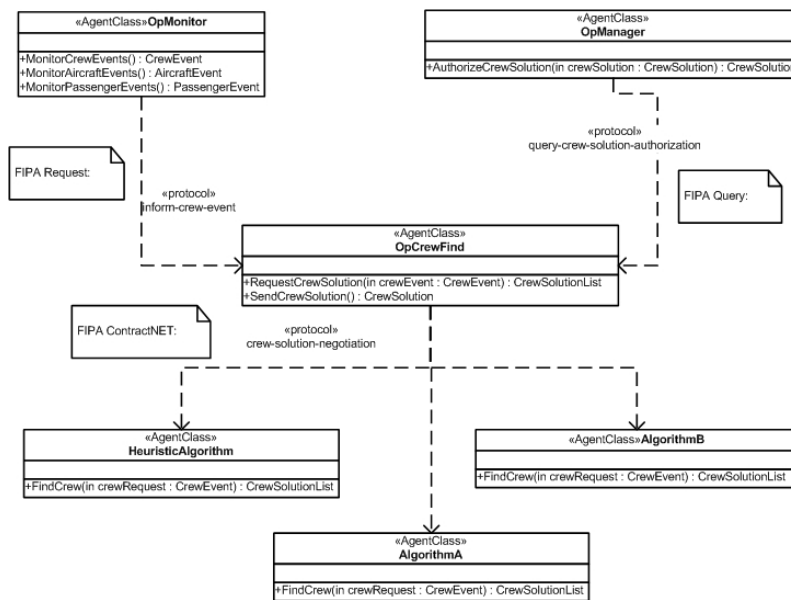 «AgentClass»OpMonitor
+MonitorCrewEvents() : CrewEvent
+MonitorAircraftEvents() : AircraftEvent
+MonitorPassengerEvents() : PassengerEvent
«AgentClass»
OpManager
+AuthorizeCrewSolution(in crewSolution : CrewSolution) : CrewSolution
FIPA Request:
«protocol»
inform-crew-event
«protocol»
query-crew-solution-authorization
FIPA Query:
«AgentClass»
OpCrewFind
+RequestCrewSolution(in crewEvent : CrewEvent) : CrewSolutionList
+SendCrewSolution() : CrewSolution
FIPA ContractNET:
«protocol»
crew-solution-negotiation
«AgentClass»
HeuristicAlgorithm
+FindCrew(in crewRequest : CrewEvent) : CrewSolutionList
«AgentClass»AlgorithmB
+FindCrew(in crewRequest : CrewEvent) : CrewSolutionList
«AgentClass»
AlgorithmA
+FindCrew(in crewRequest : CrewEvent) : CrewSolutionList